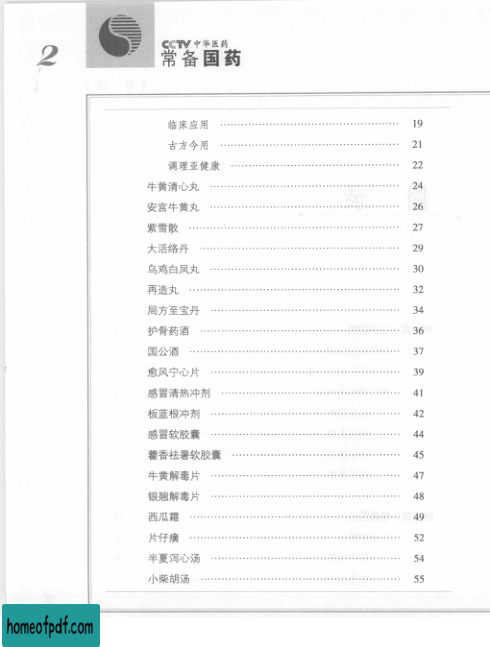 2
CCTV 中华医药
常备国药
临床应用 ………………………………… 19
古方今用 ………………………………… 21
调理亚健康 ………………………………… 22
牛黄清心丸 ………………………………… 24
安宫牛黄丸 ………………………………… 26
紫雪散 ………………………………… 27
大活络丹 ………………………………… 29
乌鸡白凤丸 ………………………………… 30
再造丸 ………………………………… 32
局方至宝丹 ………………………………… 34
护骨药酒 ………………………………… 36
国公酒 ………………………………… 37
愈风宁心片 ………………………………… 39
感冒清热冲剂 ………………………………… 41
板蓝根冲剂 ………………………………… 42
感冒软胶囊 ………………………………… 44
藿香祛暑软胶囊 ………………………………… 45
牛黄解毒片 ………………………………… 47
银翘解毒片 ………………………………… 48
西瓜霜 ………………………………… 49
片仔癀 ………………………………… 52
半夏泻心汤 ………………………………… 54
小柴胡汤 ………………………………… 55
homeofpdf.com